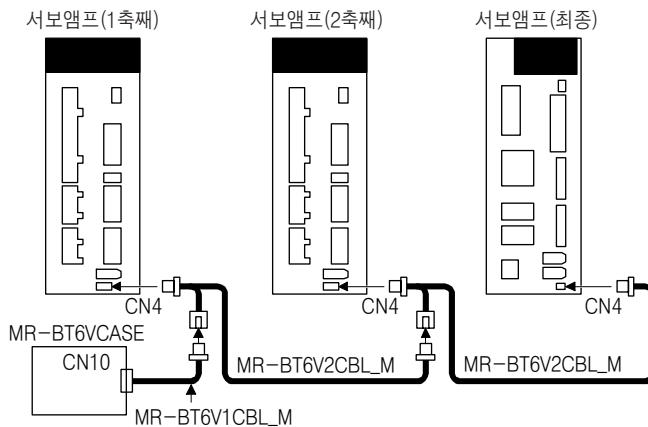 서보앰프(1축째)
서보앰프(2축째)
서보앰프(최종)
CN4
CN4
CN4
MR-BT6VCASE
CN10
MR-BT6V2CBL_M
MR-BT6V2CBL_M
MR-BT6V1CBL_M